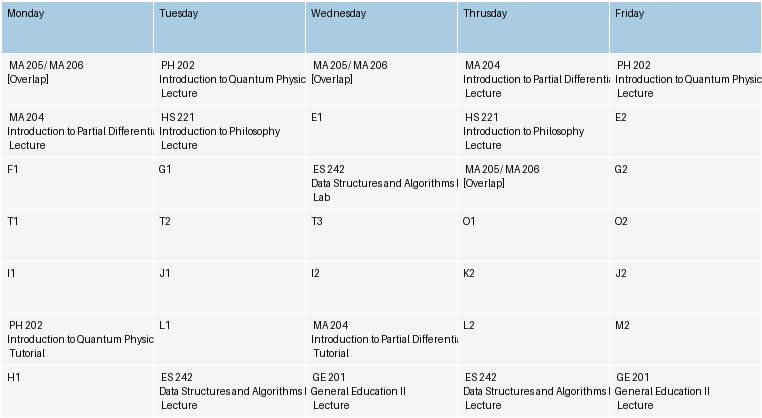 Monday
Tuesday
Wednesday
Thrusday
Friday
MA 205/ MA 206
[Overlap]
PH 202
Introduction to Quantum Physic
Lecture
MA 205/ MA 206
[Overlap]
MA 204
Introduction to Partial Differentia
Lecture
PH 202
Introduction to Quantum Physic
Lecture
MA 204
Introduction to Partial Differentia
Lecture
HS 221
Introduction to Philosophy
Lecture
E1
HS 221
Introduction to Philosophy
Lecture
E2
F1
G1
ES 242
Data Structures and Algorithms I
Lab
MA 205/ MA 206
[Overlap]
G2
T1
T2
T3
O1
O2
I1
J1
I2
K2
J2
PH 202
Introduction to Quantum Physic
Tutorial
L1
MA 204
Introduction to Partial Differentia
Tutorial
L2
M2
H1
ES 242
Data Structures and Algorithms I
Lecture
GE 201
General Education II
Lecture
ES 242
Data Structures and Algorithms I
Lecture
GE 201
General Education II
Lecture